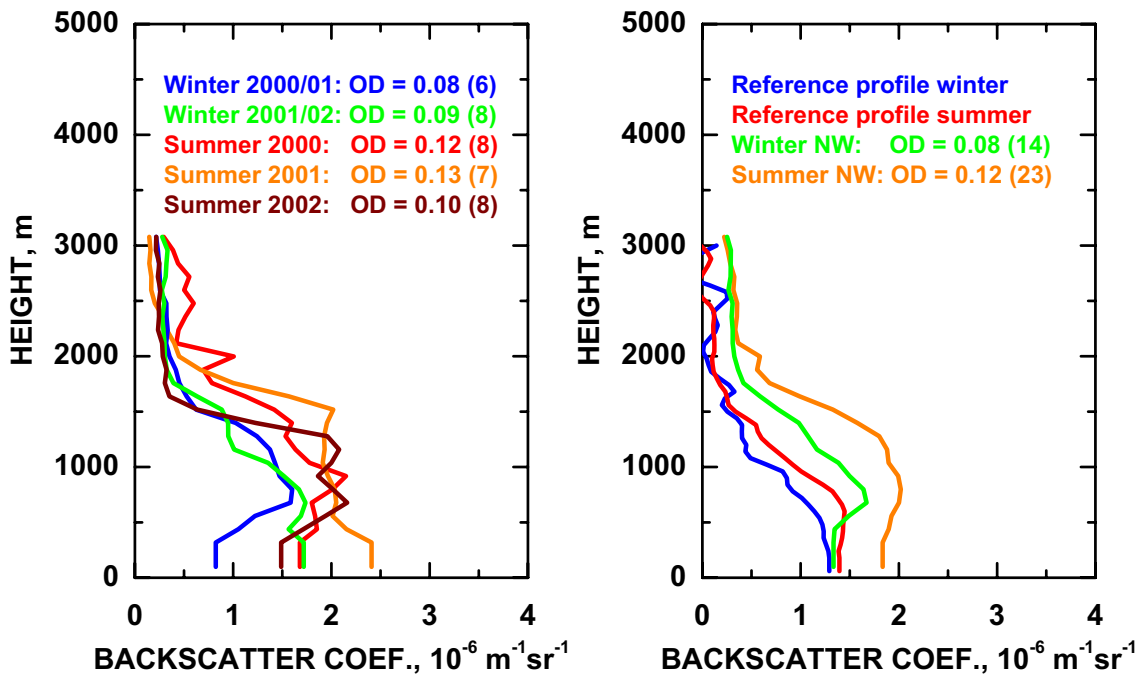 5000
4000
3000
2000
1000
0
HEIGHT, m
Winter 2000/01: OD = 0.08 (6)
Winter 2001/02: OD = 0.09 (8)
Summer 2000: OD = 0.12 (8)
Summer 2001: OD = 0.13 (7)
Summer 2002: OD = 0.10 (8)
0 1 2 3 4
BACKSCATTER COEF., 10⁻⁶ m⁻¹sr⁻¹
5000
4000
3000
2000
1000
0
HEIGHT, m
Reference profile winter
Reference profile summer
Winter NW: OD = 0.08 (14)
Summer NW: OD = 0.12 (23)
0 1 2 3 4
BACKSCATTER COEF., 10⁻⁶ m⁻¹sr⁻¹